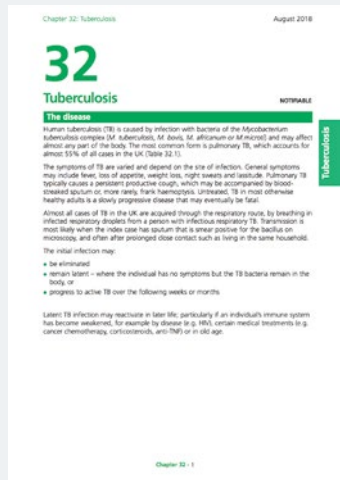 Chapter 32: Tuberculosis
August 2018
32
Tuberculosis
NOTIFIABLE
The disease
Human tuberculosis (TB) is caused by infection with bacteria of the Mycobacterium
tuberculosis complex (M. tuberculosis, M. bovis, M. africanum or M microti) and may affect
almost any part of the body. The most common form is pulmonary TB, which accounts for
almost 55% of all cases in the UK (Table 32.1).
The symptoms of TB are varied and depend on the site of infection. General symptoms
may include fever, loss of appetite, weight loss, night sweats and lassitude. Pulmonary TB
typically causes a persistent productive cough, which may be accompanied by blood-
streaked sputum or, more rarely, frank haemoptysis. Untreated, TB in most otherwise
healthy adults is a slowly progressive disease that may eventually be fatal.
Almost all cases of TB in the UK are acquired through the respiratory route, by breathing in
infected respiratory droplets from a person with infectious respiratory TB. Transmission is
most likely when the index case has sputum that is smear positive for the bacillus on
microscopy, and often after prolonged close contact such as living in the same household.
The initial infection may:
• be eliminated
• remain latent – where the individual has no symptoms but the TB bacteria remain in the
body, or
• progress to active TB over the following weeks or months
Latent TB infection may reactivate in later life, particularly if an individual's immune system
has become weakened, for example by disease (e.g. HIV), certain medical treatments (e.g.
cancer chemotherapy, corticosteroids, anti-TNF) or in old age.
Tuberculosis
Chapter 32 - 1